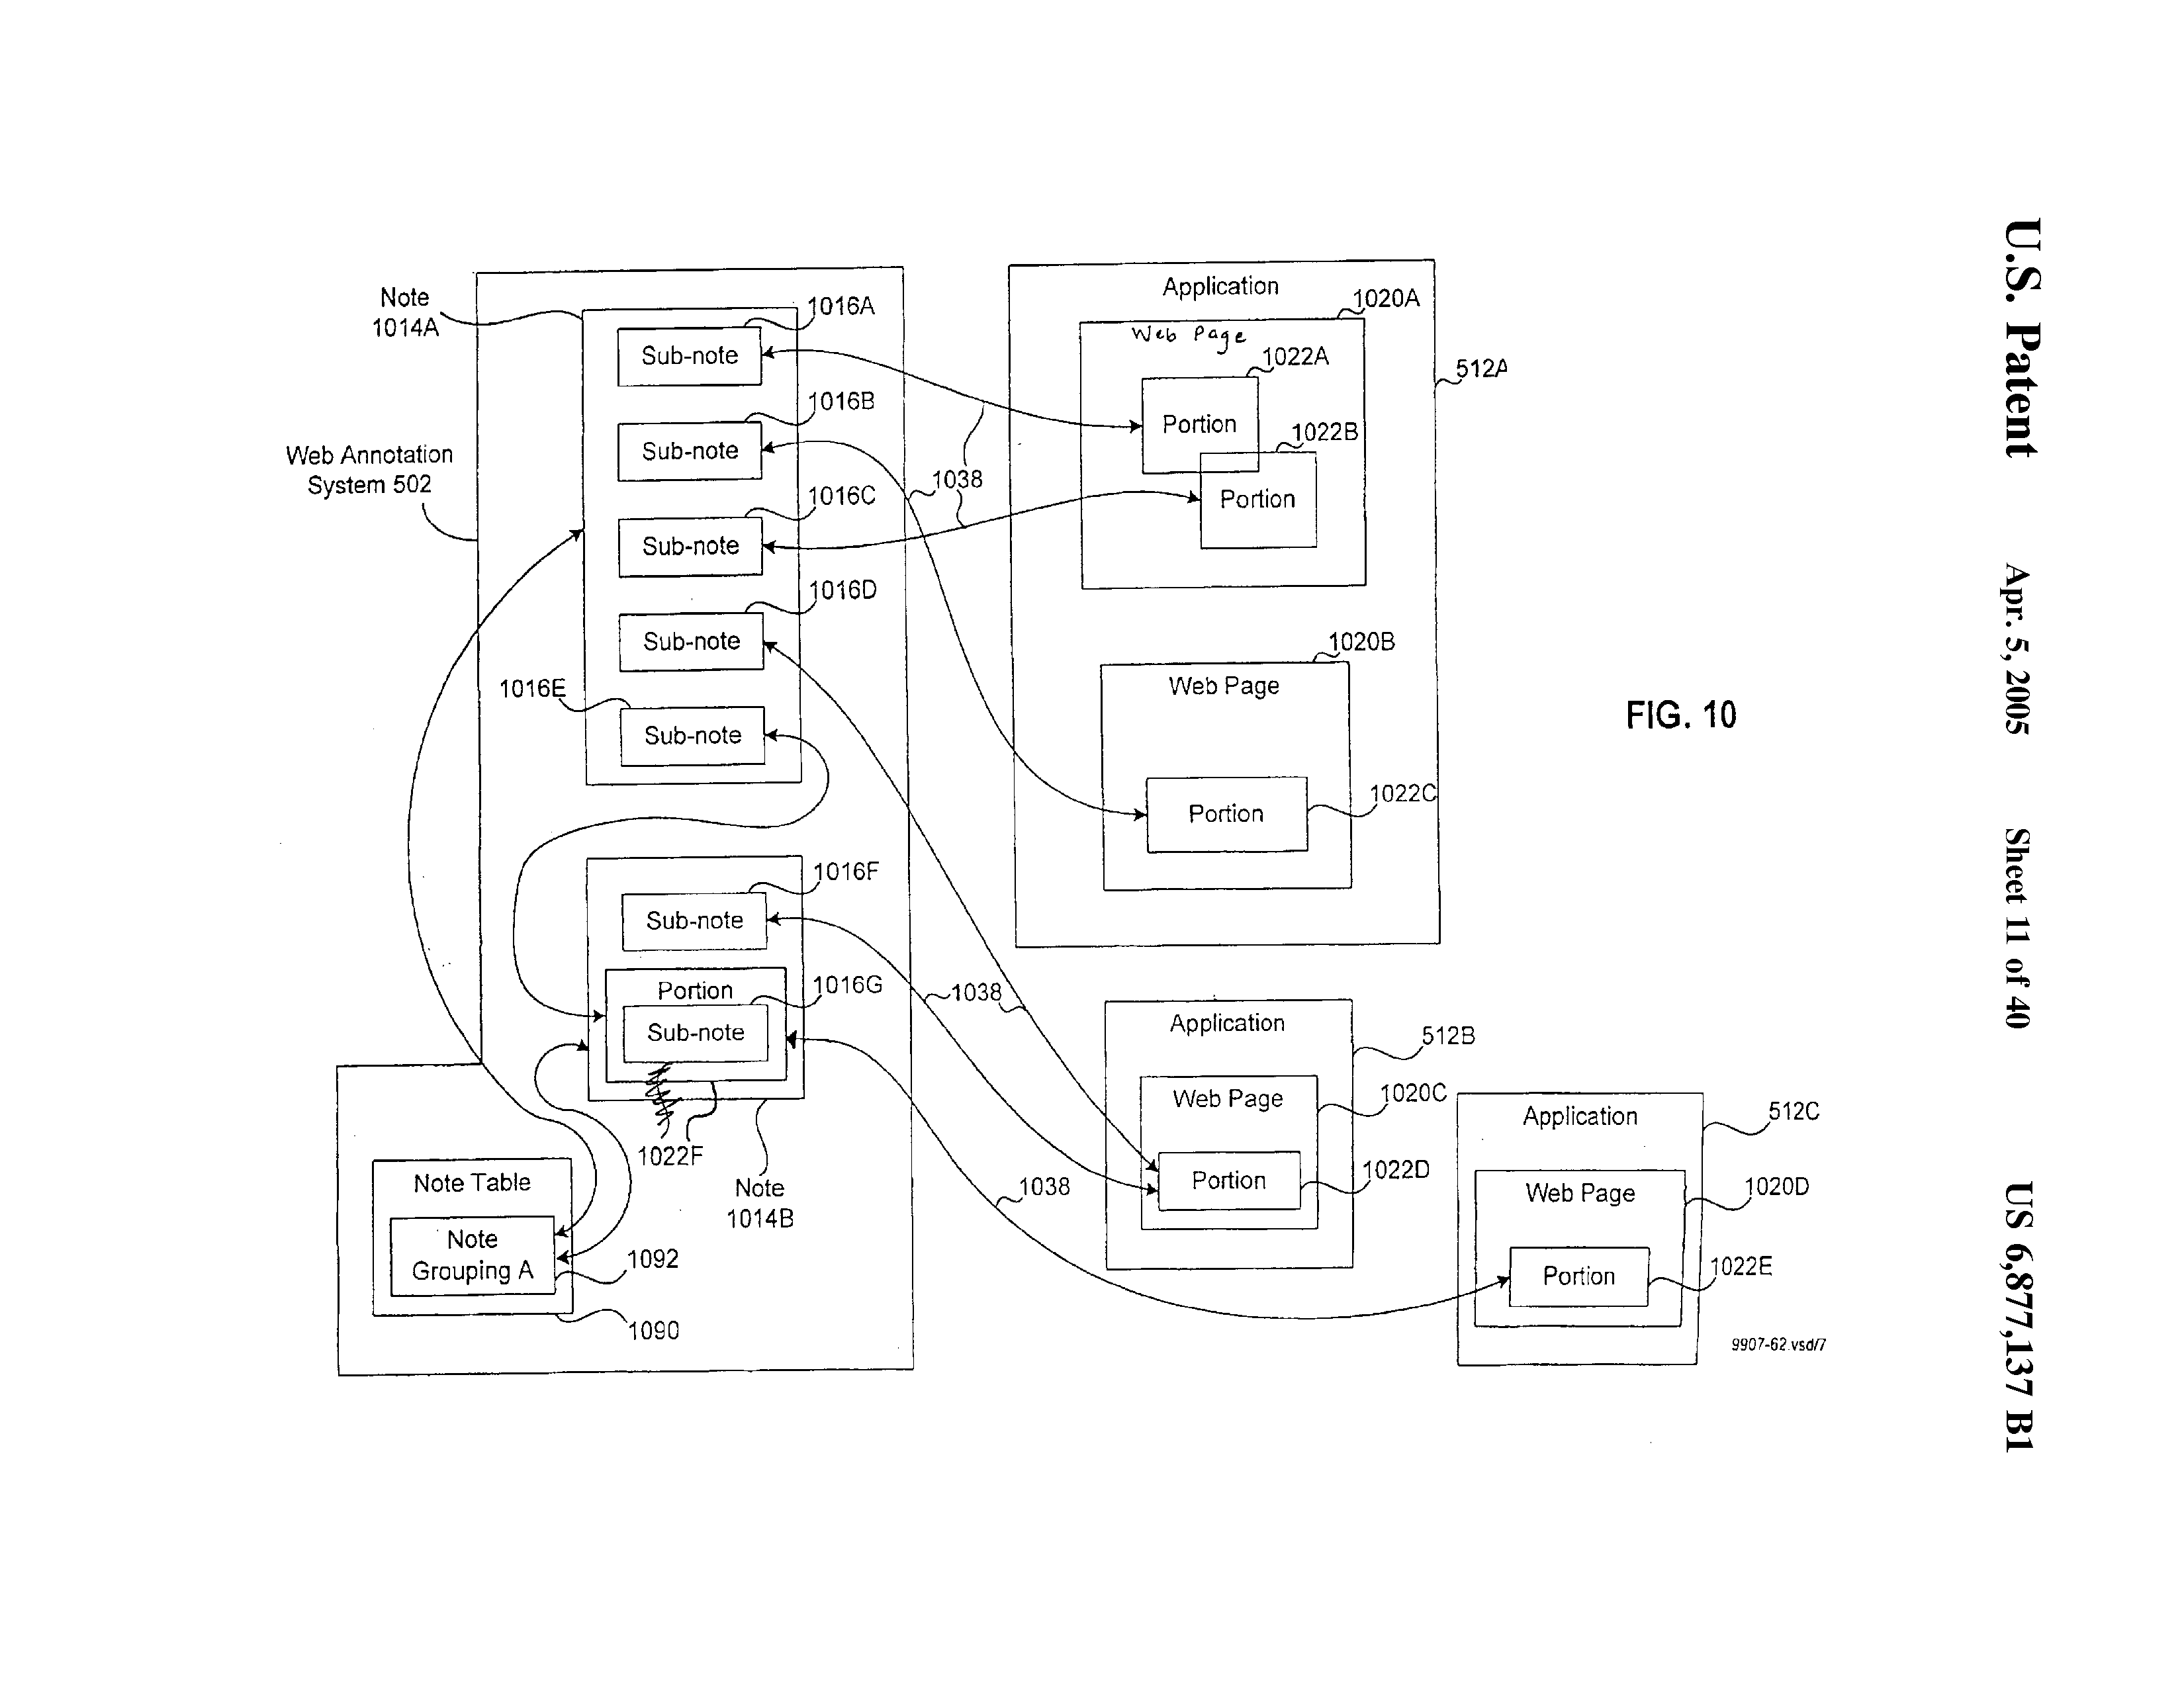 U.S. Patent
Apr. 5, 2005
Sheet 11 of 40
US 6,877,137 B1
Note
1014A
1016A
Sub-note
1016B
Sub-note
1016C
Sub-note
1016D
Sub-note
1016E
Sub-note
Web Annotation
System 502
1016F
Sub-note
Portion
1016G
Sub-note
1022F
Note
1014B
Note Table
Note
Grouping A
1092
1090
1038
1038
1038
Application
1020A
Web Page
1022A
Portion
1022B
Portion
512A
1020B
Web Page
1022C
Portion
Application
512B
Web Page
1020C
Portion
1022D
Application
512C
Web Page
1020D
Portion
1022E
FIG. 10
9907-62.vsd/7